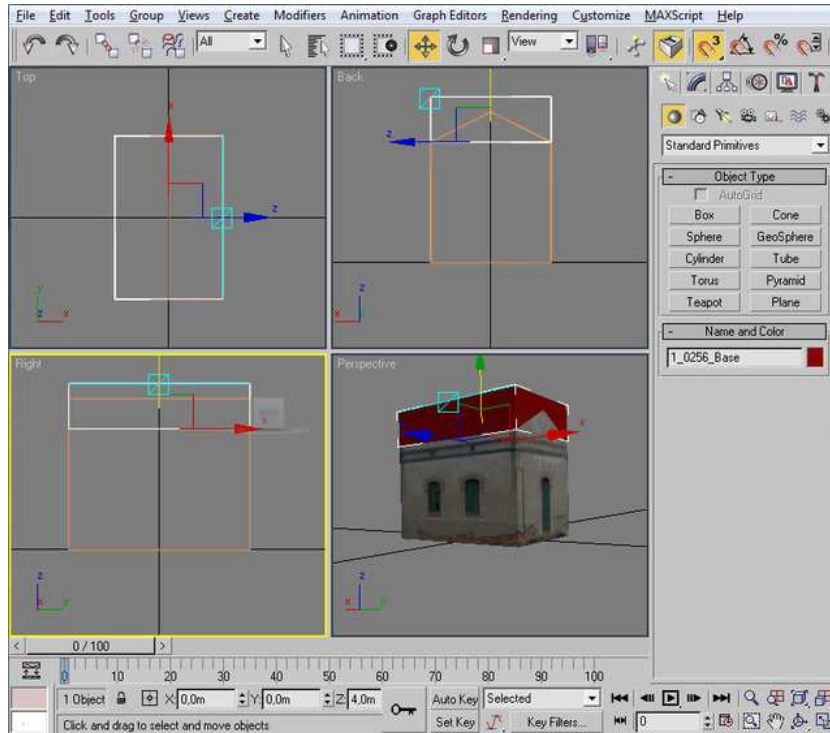 File Edit Tools Group Views Create Modifiers Animation Graph Editors Rendering Customize MAXScript Help
All
View
3
%
Top
x
z
y
z x
Back
z
z
x
Standard Primitives
- Object Type
AutoGrid
Box Cone
Sphere GeoSphere
Cylinder Tube
Torus Pyramid
Teapot Plane
- Name and Color
1_0256_Base
Right
x
z
x y
Perspective
x
z
x y
< 0 / 100 >
0 10 20 30 40 50 60 70 80 90 100
1 Object X: 0,0m Y: 0,0m Z: 4,0m Auto Key Selected
Click and drag to select and move objects Set Key Key Filters... 0